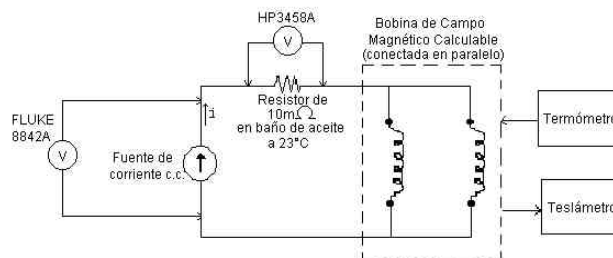 HP3458A
V
Bobina de Campo
Magnético Calculable
(conectada en paralelo)
FLUKE
8842A
V
i
Resistor de
10mΩ
en baño de aceite
a 23°C
Fuente de
corriente c.c.
Termómetro
Teslámetro